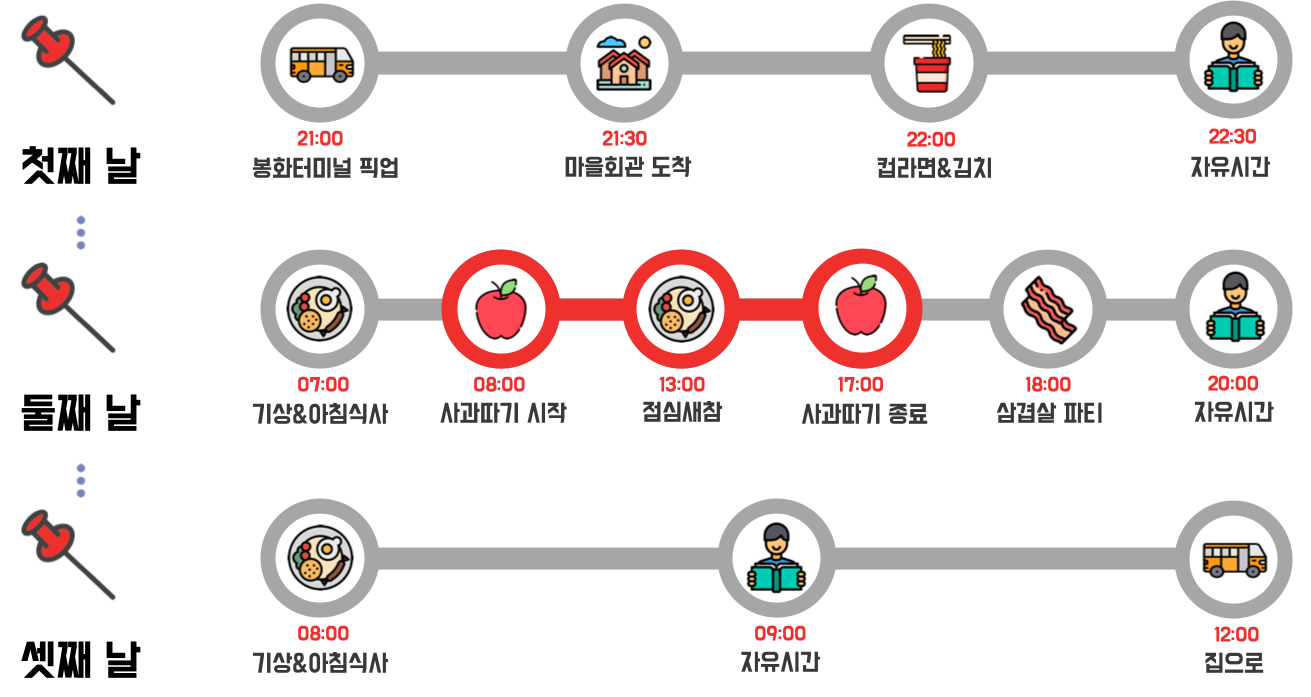 첫째 날
21:00
봉화터미널 픽업
21:30
마을회관 도착
22:00
컵라면&김치
22:30
자유시간
둘째 날
07:00
기상&아침식사
08:00
사과따기 시작
13:00
점심새참
17:00
사과따기 종료
18:00
삼겹살 파티
20:00
자유시간
셋째 날
08:00
기상&아침식사
09:00
자유시간
12:00
집으로